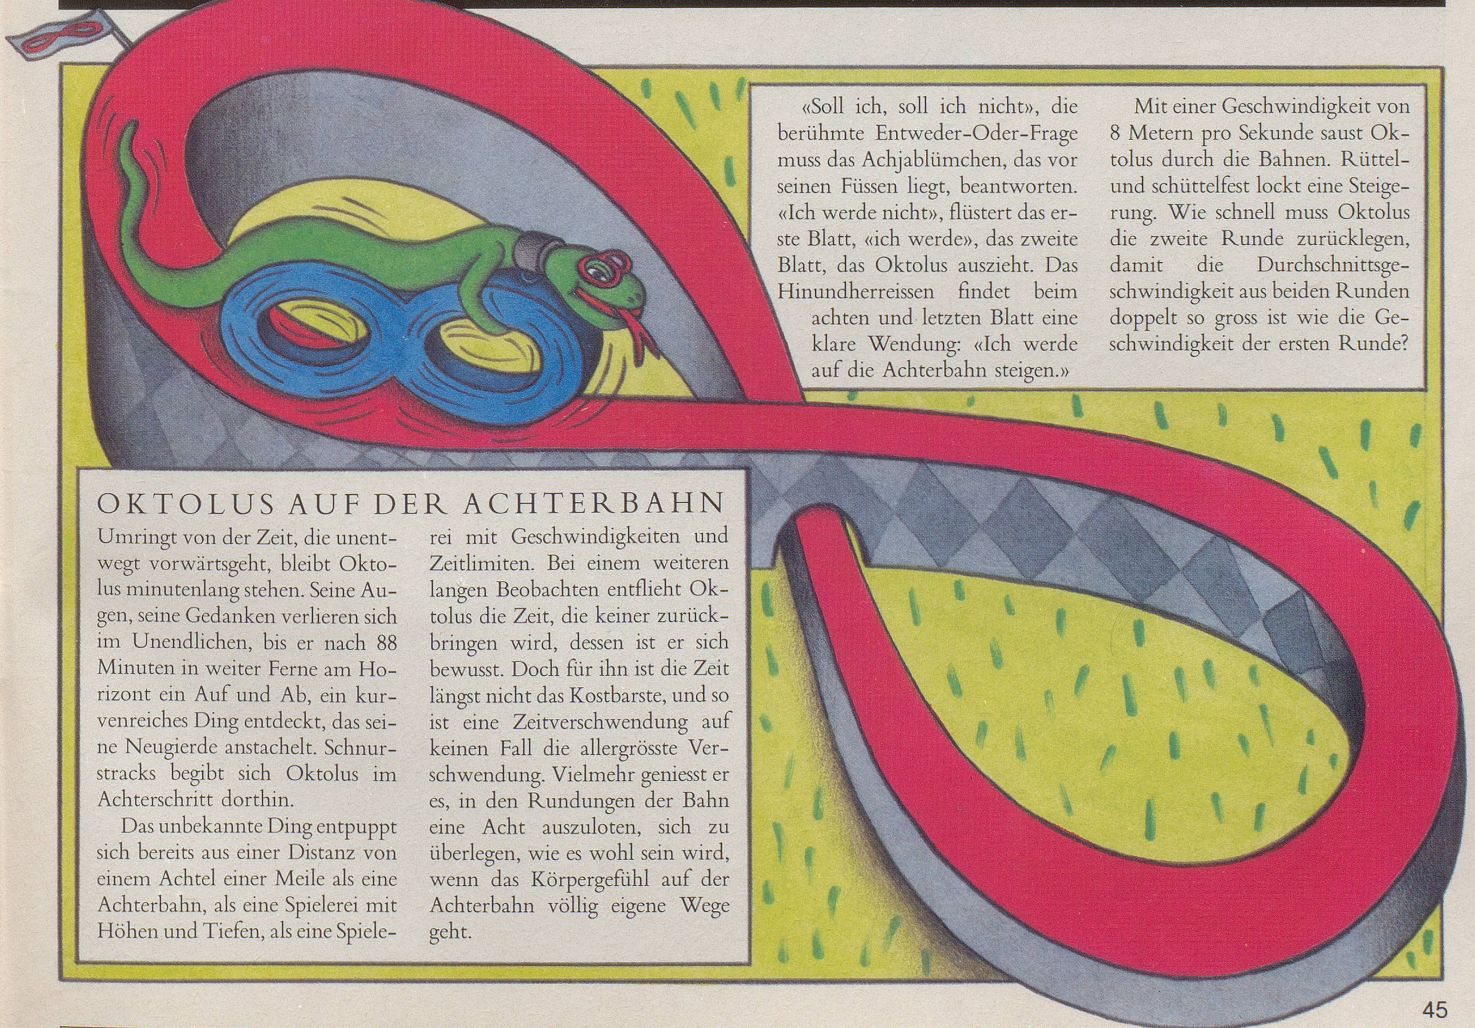 OKTOLUS AUF DER ACHTERBAHN
Umringt von der Zeit, die unent-
wegt vorwärtsgeht, bleibt Okto-
lus minutenlang stehen. Seine Au-
gen, seine Gedanken verlieren sich
im Unendlichen, bis er nach 88
Minuten in weiter Ferne am Ho-
rizont ein Auf und Ab, ein kur-
venreiches Ding entdeckt, das sei-
ne Neugierde anstachelt. Schnur-
stracks begibt sich Oktolus im
Achterschritt dorthin.
Das unbekannte Ding entpuppt
sich bereits aus einer Distanz von
einem Achtel einer Meile als eine
Achterbahn, als eine Spielerei mit
Höhen und Tiefen, als eine Spiele-
rei mit Geschwindigkeiten und
Zeitlimiten. Bei einem weiteren
langen Beobachten entflieht Ok-
tolus die Zeit, die keiner zurück-
bringen wird, dessen ist er sich
bewusst. Doch für ihn ist die Zeit
längst nicht das Kostbarste, und so
ist eine Zeitverschwendung auf
keinen Fall die allergrösste Ver-
schwendung. Vielmehr geniesst er
es, in den Rundungen der Bahn
eine Acht auszuloten, sich zu
überlegen, wie es wohl sein wird,
wenn das Körpergefühl auf der
Achterbahn völlig eigene Wege
geht.
«Soll ich, soll ich nicht», die
berühmte Entweder-Oder-Frage
muss das Achjablümchen, das vor
seinen Füssen liegt, beantworten.
«Ich werde nicht», flüstert das er-
ste Blatt, «ich werde», das zweite
Blatt, das Oktolus auszieht. Das
Hinundherreissen findet beim
achten und letzten Blatt eine
klare Wendung: «Ich werde
auf die Achterbahn steigen.»
Mit einer Geschwindigkeit von
8 Metern pro Sekunde saust Ok-
tolus durch die Bahnen. Rüttel-
und schüttelfest lockt eine Steige-
rung. Wie schnell muss Oktolus
die zweite Runde zurücklegen,
damit die Durchschnittsge-
schwindigkeit aus beiden Runden
doppelt so gross ist wie die Ge-
schwindigkeit der ersten Runde?
45